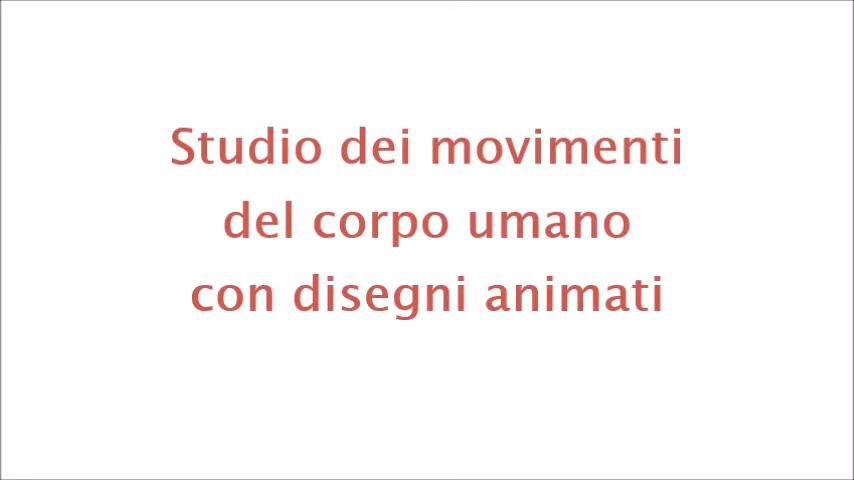 Studio dei movimenti
del corpo umano
con disegni animati